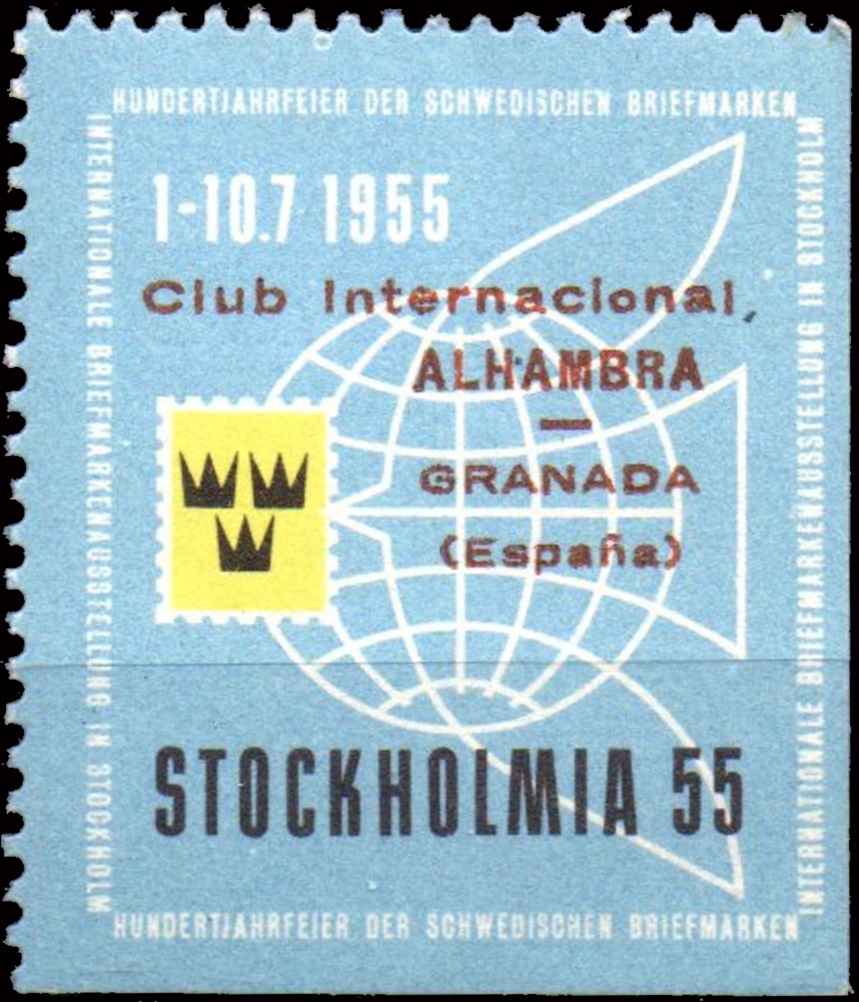 HUNDERTJAHRFEIER DER SCHWEDISCHEN BRIEFMARKEN
INTERNATIONALE BRIEFMARKENAUSSTELLUNG IN STOCKHOLM
INTERNATIONALE BRIEFMARKENAUSSTELLUNG IN STOCKHOLM
1-10.7 1955
Club Internacional,
ALHAMBRA
—
GRANADA
(España)
STOCKHOLMIA 55
HUNDERTJAHRFEIER DER SCHWEDISCHEN BRIEFMARKEN